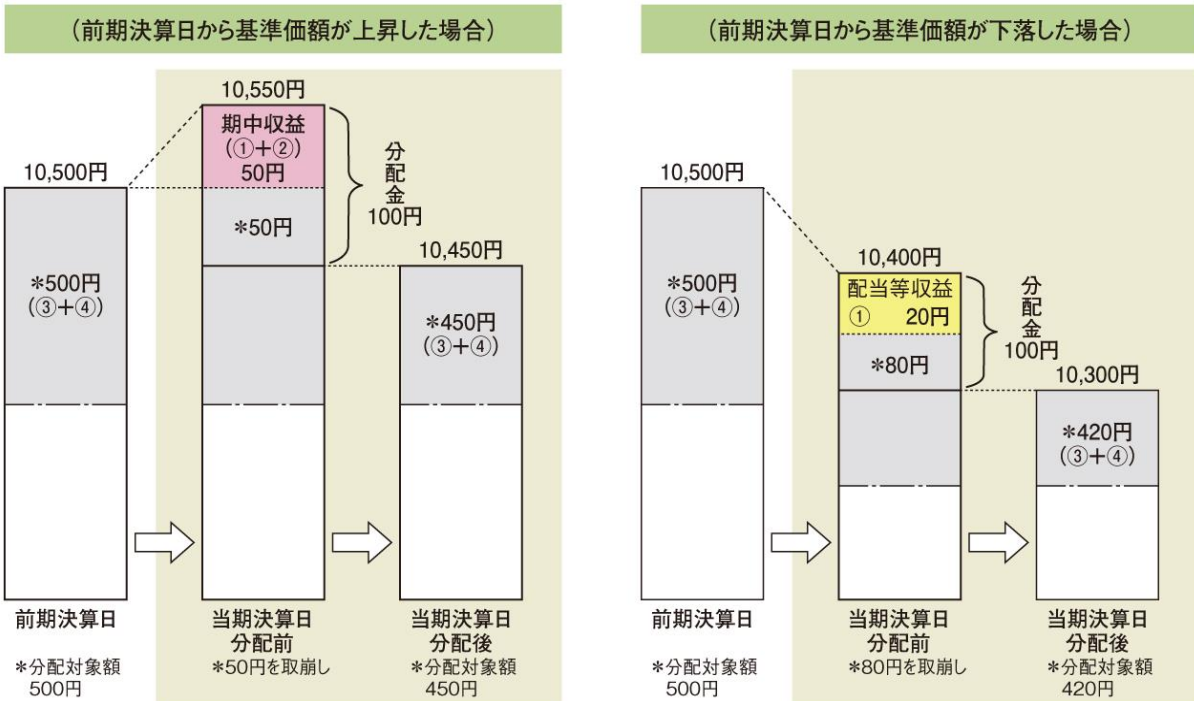 (前期決算日から基準価額が上昇した場合)
10,550円
期中収益
(①+②)
50円
*50円
分配金
100円
10,500円
*500円
(③+④)
10,450円
*450円
(③+④)
前期決算日
*分配対象額
500円
当期決算日
分配前
*50円を取崩し
当期決算日
分配後
*分配対象額
450円
(前期決算日から基準価額が下落した場合)
10,500円
*500円
(③+④)
10,400円
配当等収益
① 20円
*80円
分配金
100円
10,300円
*420円
(③+④)
前期決算日
*分配対象額
500円
当期決算日
分配前
*80円を取崩し
当期決算日
分配後
*分配対象額
420円